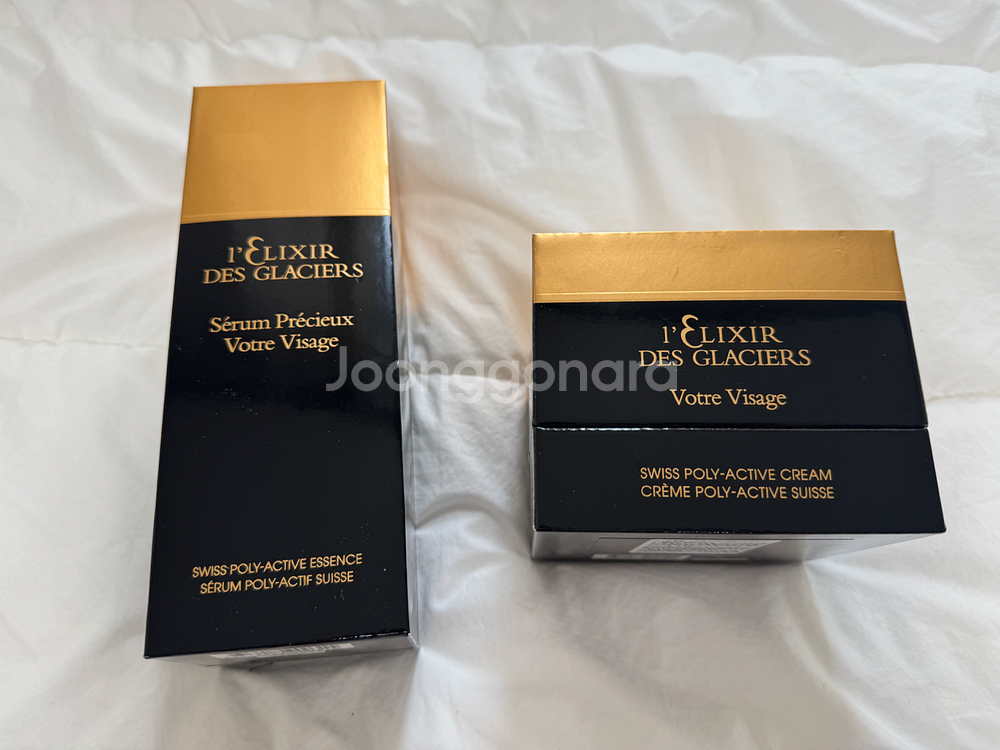 l'Elixir
des Glaciers
Sérum Précieux
Votre Visage
SWISS POLY-ACTIVE ESSENCE
SÉRUM POLY-ACTIF SUISSE
l'Elixir
des Glaciers
Votre Visage
SWISS POLY-ACTIVE CREAM
CRÈME POLY-ACTIVE SUISSE
Joonggonara